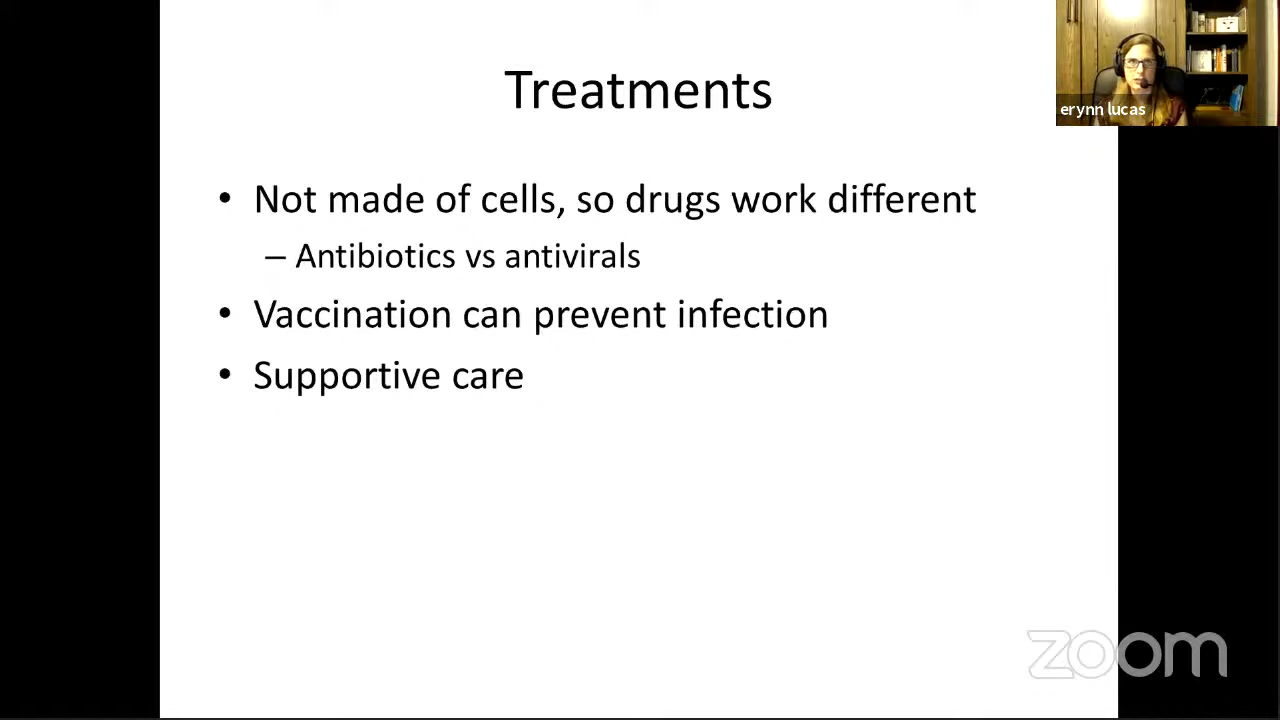 Treatments
erynn lucas
• Not made of cells, so drugs work different
– Antibiotics vs antivirals
• Vaccination can prevent infection
• Supportive care
zoom